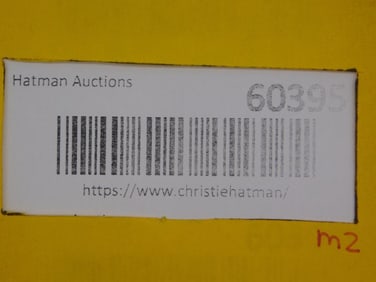 Hatman Auctions
60395
https://www.christiehatman/
m2